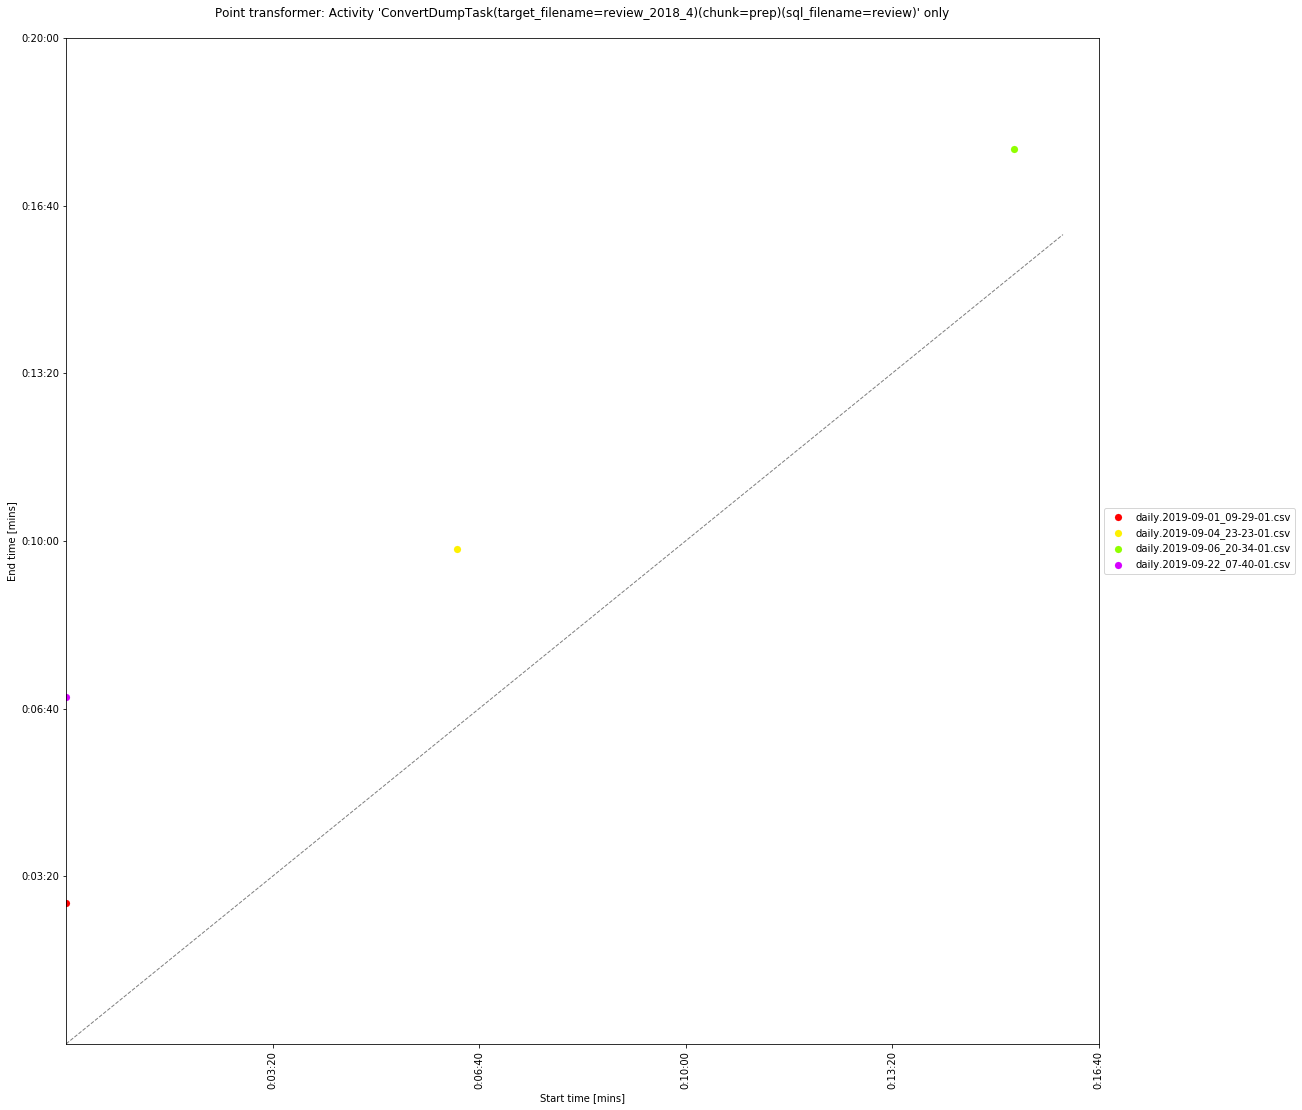 Point transformer: Activity 'ConvertDumpTask(target_filename=review_2018_4)(chunk=prep)(sql_filename=review)' only
0:20:00
0:16:40
0:13:20
0:10:00
0:06:40
0:03:20
End time [mins]
0:03:20
0:06:40
0:10:00
0:13:20
0:16:40
Start time [mins]
daily.2019-09-01_09-29-01.csv
daily.2019-09-04_23-23-01.csv
daily.2019-09-06_20-34-01.csv
daily.2019-09-22_07-40-01.csv